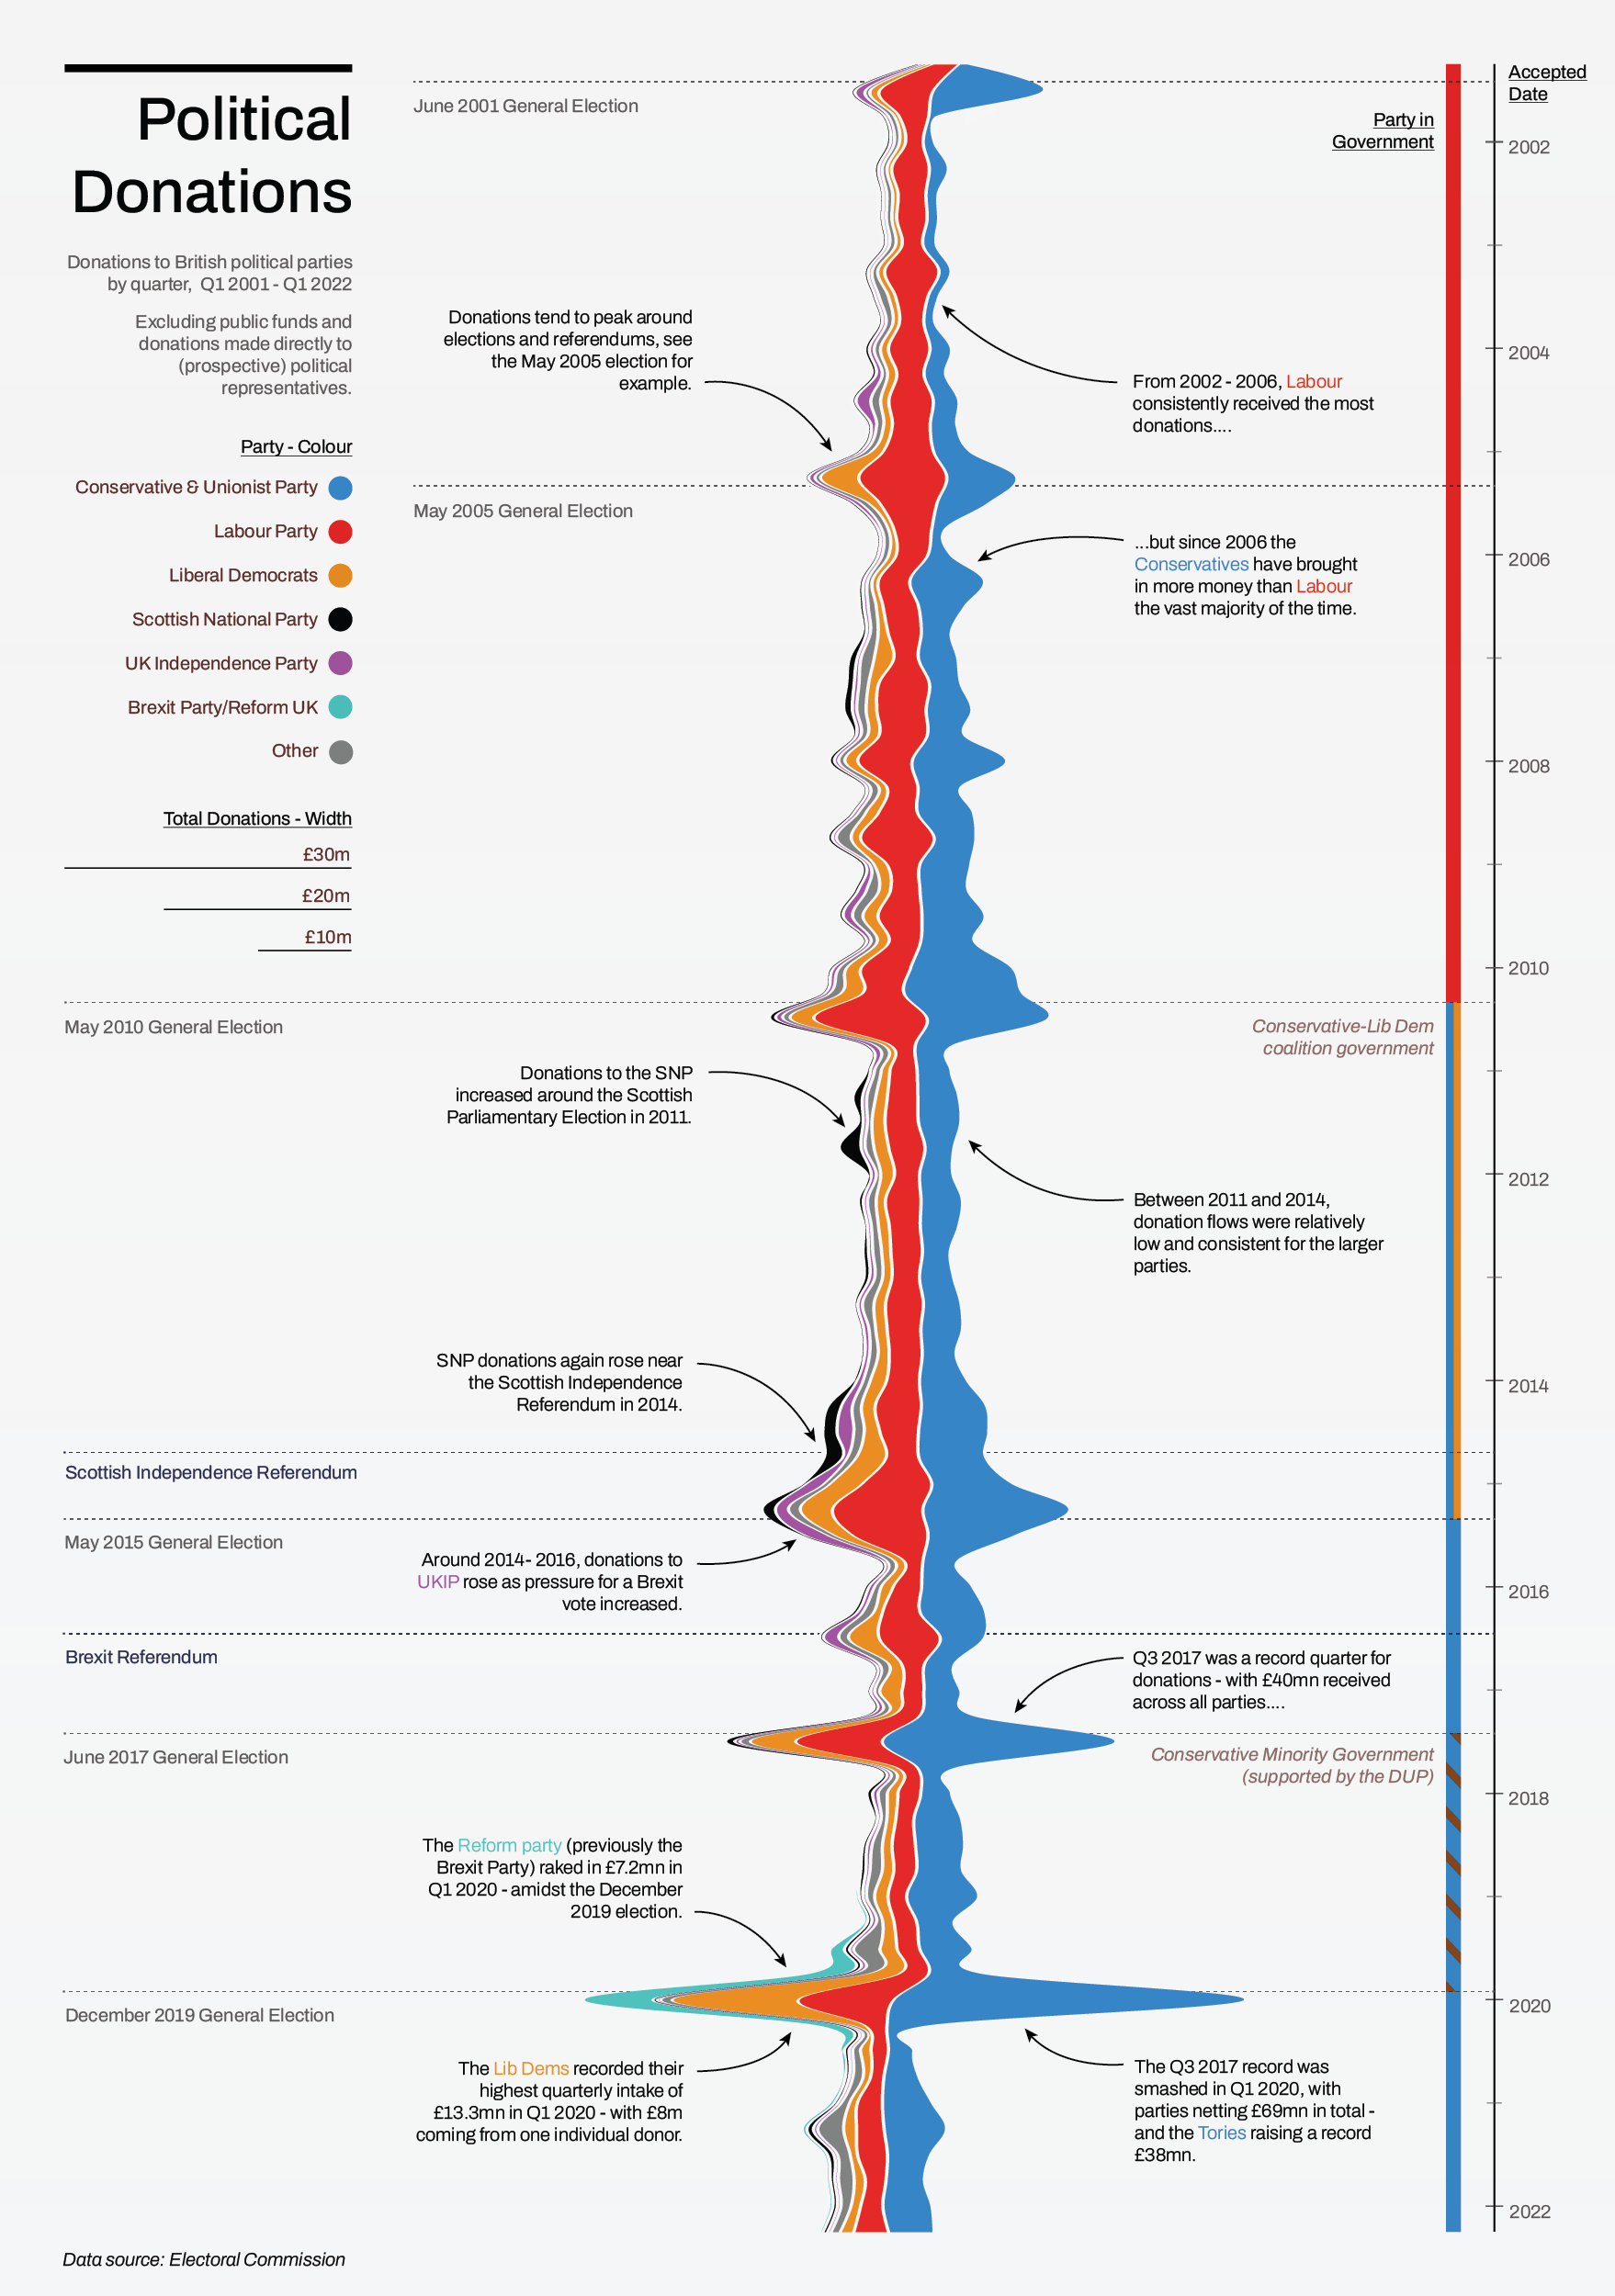 Political
Donations
Donations to British political parties
by quarter, Q1 2001 - Q1 2022
Excluding public funds and
donations made directly to
(prospective) political
representatives.
Party - Colour
Conservative & Unionist Party
Labour Party
Liberal Democrats
Scottish National Party
UK Independence Party
Brexit Party/Reform UK
Other
Total Donations - Width
£30m
£20m
£10m
Accepted
Date
Party in
Government
June 2001 General Election
2002
Donations tend to peak around
elections and referendums, see
the May 2005 election for
example.
2004
From 2002 - 2006, Labour
consistently received the most
donations....
May 2005 General Election
...but since 2006 the
Conservatives have brought
in more money than Labour
the vast majority of the time.
2006
2008
2010
May 2010 General Election
Conservative-Lib Dem
coalition government
Donations to the SNP
increased around the Scottish
Parliamentary Election in 2011.
2012
Between 2011 and 2014,
donation flows were relatively
low and consistent for the larger
parties.
SNP donations again rose near
the Scottish Independence
Referendum in 2014.
2014
Scottish Independence Referendum
May 2015 General Election
Around 2014- 2016, donations to
UKIP rose as pressure for a Brexit
vote increased.
2016
Brexit Referendum
Q3 2017 was a record quarter for
donations - with £40mn received
across all parties....
June 2017 General Election
Conservative Minority Government
(supported by the DUP)
2018
The Reform party (previously the
Brexit Party) raked in £7.2mn in
Q1 2020 - amidst the December
2019 election.
December 2019 General Election
2020
The Lib Dems recorded their
highest quarterly intake of
£13.3mn in Q1 2020 - with £8m
coming from one individual donor.
The Q3 2017 record was
smashed in Q1 2020, with
parties netting £69mn in total -
and the Tories raising a record
£38mn.
2022
Data source: Electoral Commission